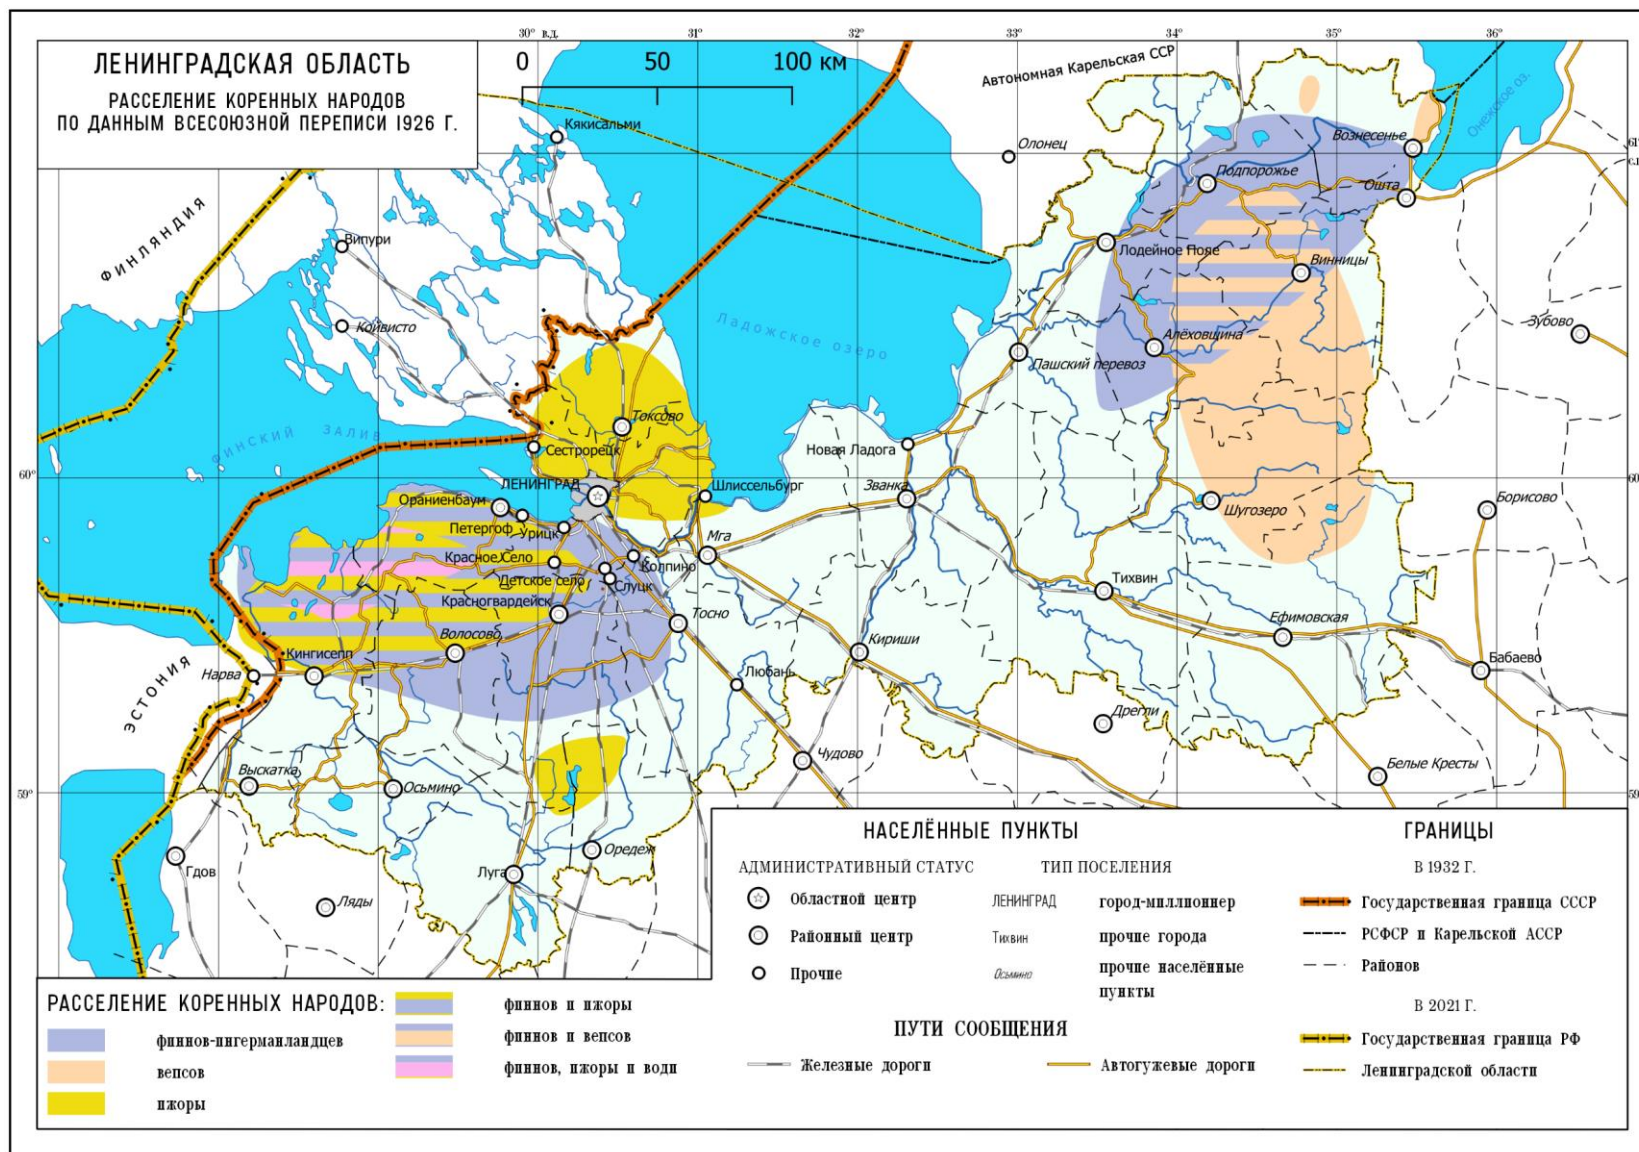 ЛЕНИНГРАДСКАЯ ОБЛАСТЬ
РАССЕЛЕНИЕ КОРЕННЫХ НАРОДОВ
ПО ДАННЫМ ВСЕСОЮЗНОЙ ПЕРЕПИСИ 1926 Г.
30° В.Д.
31°
32°
33°
34°
35°
36°
0 50 100 КМ
Автономная Карельская ССР
Онежское оз.
Кякисальми
Олонец
Вознесенье
61°
с.ш.
Подпорожье
Ошта
ФИНЛЯНДИЯ
Випури
Лодейное Поле
Винницы
Койвисто
Ладожское озеро
Зубово
Алёховщина
Пашский перевоз
Токсово
ФИНСКИЙ ЗАЛИВ
Сестрорецк
Новая Ладога
60°
60°
ЛЕНИНГРАД
Шлиссельбург
Званка
Ораниенбаум
Шугозеро
Борисово
Петергоф
Урицк
Мга
Красное Село
Колпино
Детское село
Слуцк
Тихвин
Красногвардейск
Тосно
Ефимовская
Волосово
Кириши
Кингисепп
Бабаево
Нарва
Любань
ЭСТОНИЯ
Дрегли
Чудово
Выскатка
Белые Кресты
Осьмино
59°
59°
Оредеж
Гдов
Луга
Ляды
НАСЕЛЁННЫЕ ПУНКТЫ
ГРАНИЦЫ
АДМИНИСТРАТИВНЫЙ СТАТУС
ТИП ПОСЕЛЕНИЯ
В 1932 Г.
Областной центр
ЛЕНИНГРАД
город-миллионнер
Государственная граница СССР
Районный центр
Тихвин
прочие города
РСФСР и Карельской АССР
Прочие
Осьмино
прочие населённые
пункты
Районов
В 2021 Г.
ПУТИ СООБЩЕНИЯ
Государственная граница РФ
Железные дороги
Автогужевые дороги
Ленинградской области
РАССЕЛЕНИЕ КОРЕННЫХ НАРОДОВ:
финнов-ингерманландцев
вепсов
ижоры
финнов и ижоры
финнов и вепсов
финнов, ижоры и води